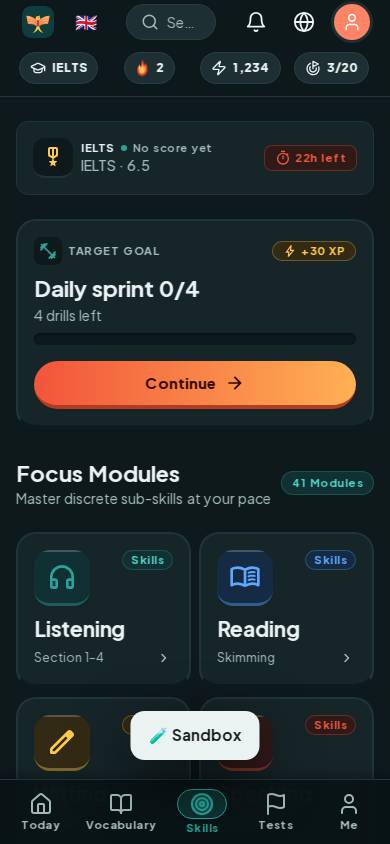 Se...
IELTS
2
1,234
3/20
IELTS • No score yet
IELTS · 6.5
22h left
TARGET GOAL
+30 XP
Daily sprint 0/4
4 drills left
Continue →
Focus Modules
Master discrete sub-skills at your pace
41 Modules
Skills
Skills
Listening
Reading
Section 1–4
Skimming
Skills
Sandbox
Today
Vocabulary
Skills
Tests
Me